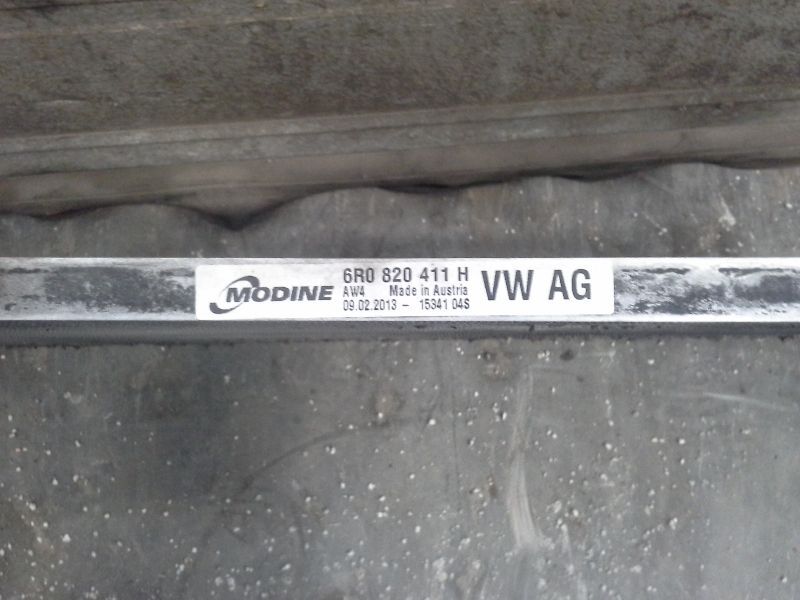 MODINE
6R0 820 411 H
AW4 Made in Austria
09.02.2013 - 15341 04S
VW AG